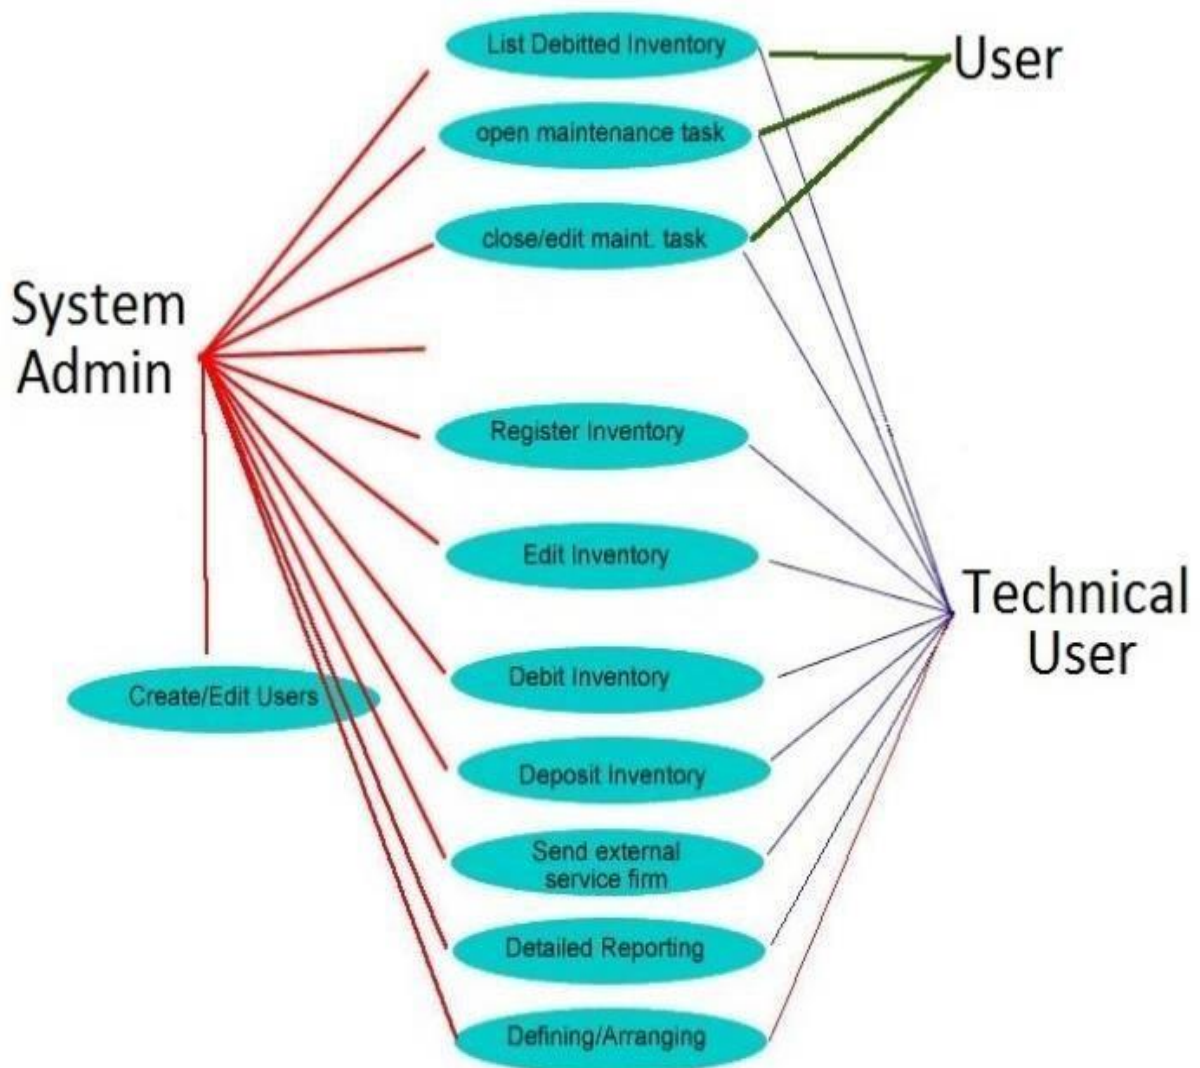 List Debitted Inventory
User
open maintenance task
close/edit maint. task
System
Admin
Register Inventory
Edit Inventory
Technical
User
Debit Inventory
Create/Edit Users
Deposit Inventory
Send external
service firm
Detailed Reporting
Defining/Arranging